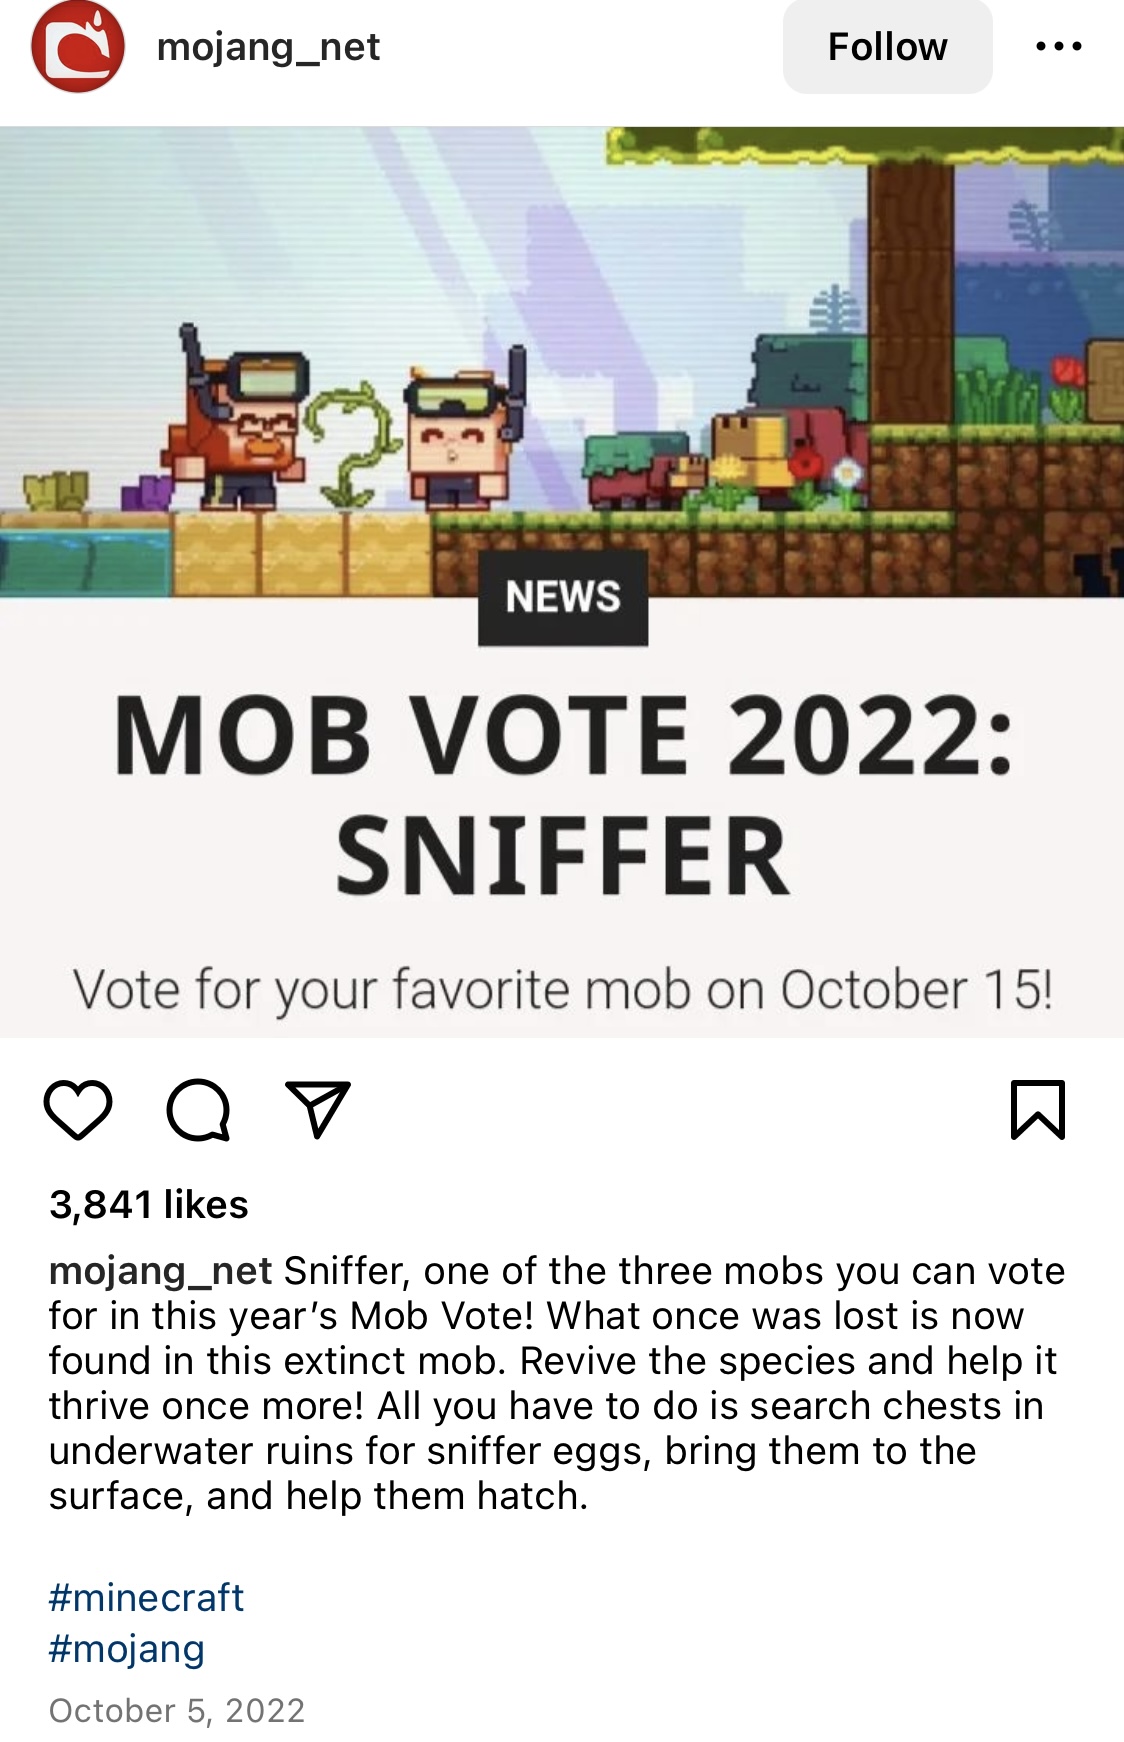 mojang_net
Follow
NEWS
MOB VOTE 2022:
SNIFFER
Vote for your favorite mob on October 15!
3,841 likes
mojang_net Sniffer, one of the three mobs you can vote
for in this year’s Mob Vote! What once was lost is now
found in this extinct mob. Revive the species and help it
thrive once more! All you have to do is search chests in
underwater ruins for sniffer eggs, bring them to the
surface, and help them hatch.
#minecraft
#mojang
October 5, 2022